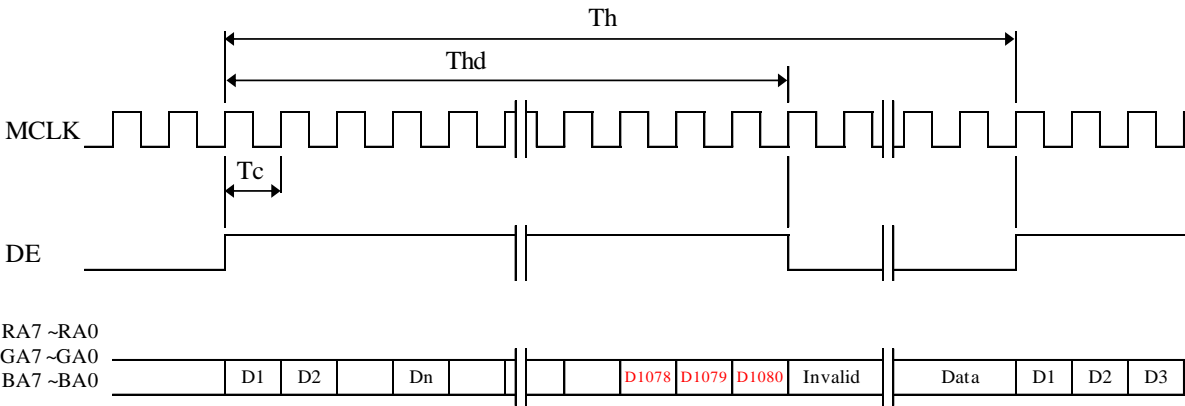 Th
Thd
MCLK
Tc
DE
RA7 ~RA0
GA7 ~GA0
BA7 ~BA0
D1 D2 Dn D1078 D1079 D1080 Invalid Data D1 D2 D3